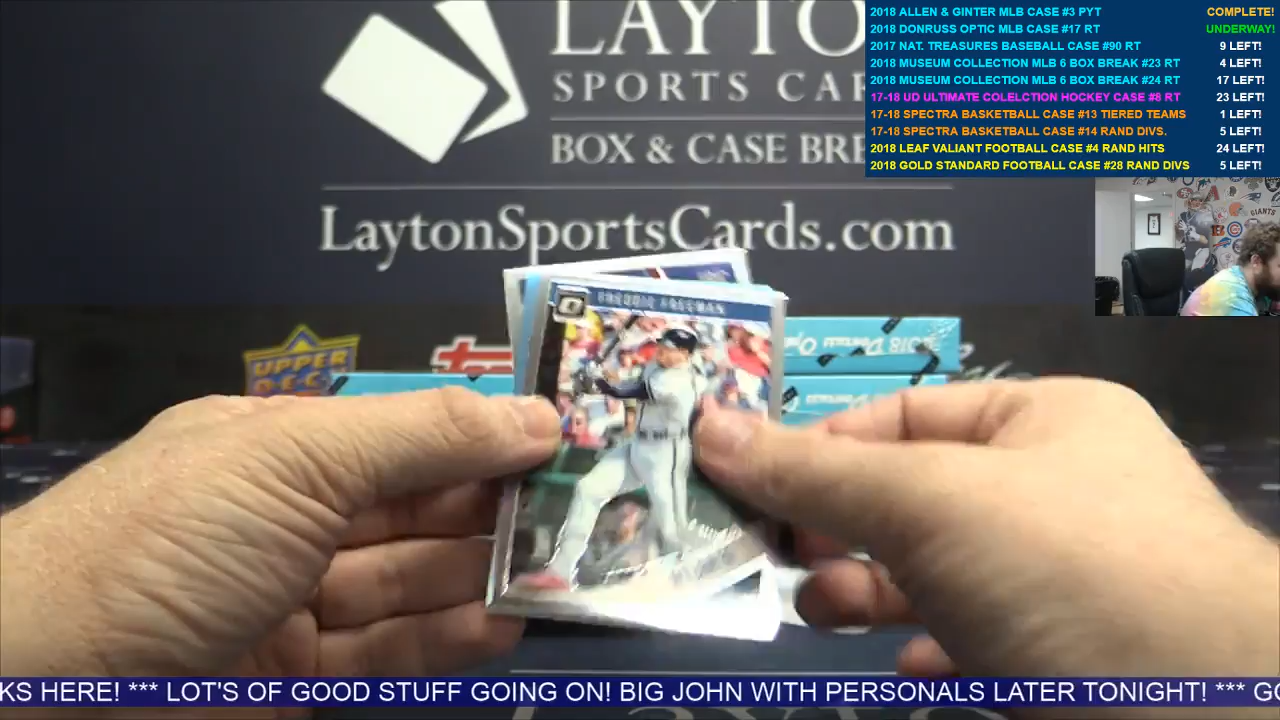 LAYTO
SPORTS CAR
BOX & CASE BRE
LaytonSportsCards.com
2018 ALLEN & GINTER MLB CASE #3 PYT COMPLETE!
2018 DONRUSS OPTIC MLB CASE #17 RT UNDERWAY!
2017 NAT. TREASURES BASEBALL CASE #90 RT 9 LEFT!
2018 MUSEUM COLLECTION MLB 6 BOX BREAK #23 RT 4 LEFT!
2018 MUSEUM COLLECTION MLB 6 BOX BREAK #24 RT 17 LEFT!
17-18 UD ULTIMATE COLELCTION HOCKEY CASE #8 RT 23 LEFT!
17-18 SPECTRA BASKETBALL CASE #13 TIERED TEAMS 1 LEFT!
17-18 SPECTRA BASKETBALL CASE #14 RAND DIVS. 5 LEFT!
2018 LEAF VALIANT FOOTBALL CASE #4 RAND HITS 24 LEFT!
2018 GOLD STANDARD FOOTBALL CASE #28 RAND DIVS 5 LEFT!
GIANTS
FREDDIE FREEMAN
UPPER
DEC
2018 Donruss Op
KS HERE! *** LOT'S OF GOOD STUFF GOING ON! BIG JOHN WITH PERSONALS LATER TONIGHT! *** GO